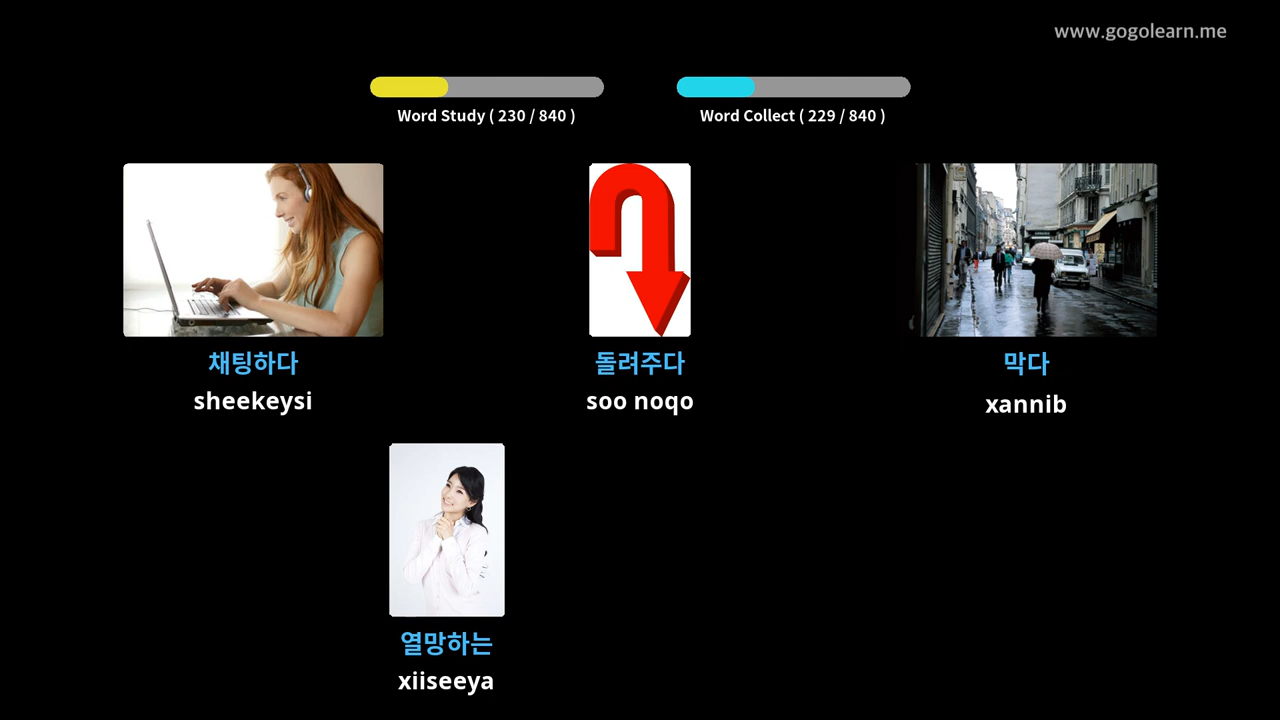 www.gogolearn.me
Word Study ( 230 / 840 )
Word Collect ( 229 / 840 )
채팅하다
sheekeysi
돌려주다
soo noqo
막다
xannib
열망하는
xiiseeya